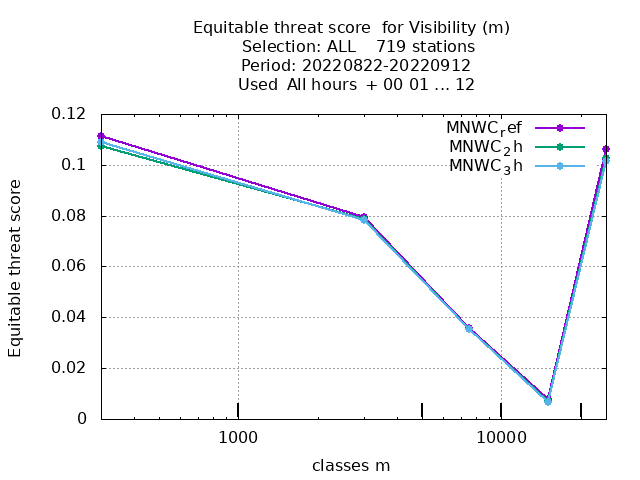 Equitable threat score for Visibility (m)
Selection: ALL 719 stations
Period: 20220822-20220912
Used All hours + 00 01 ... 12
Equitable threat score
0.12
0.1
0.08
0.06
0.04
0.02
0
MNWC_ref
MNWC_2h
MNWC_3h
1000
10000
classes m